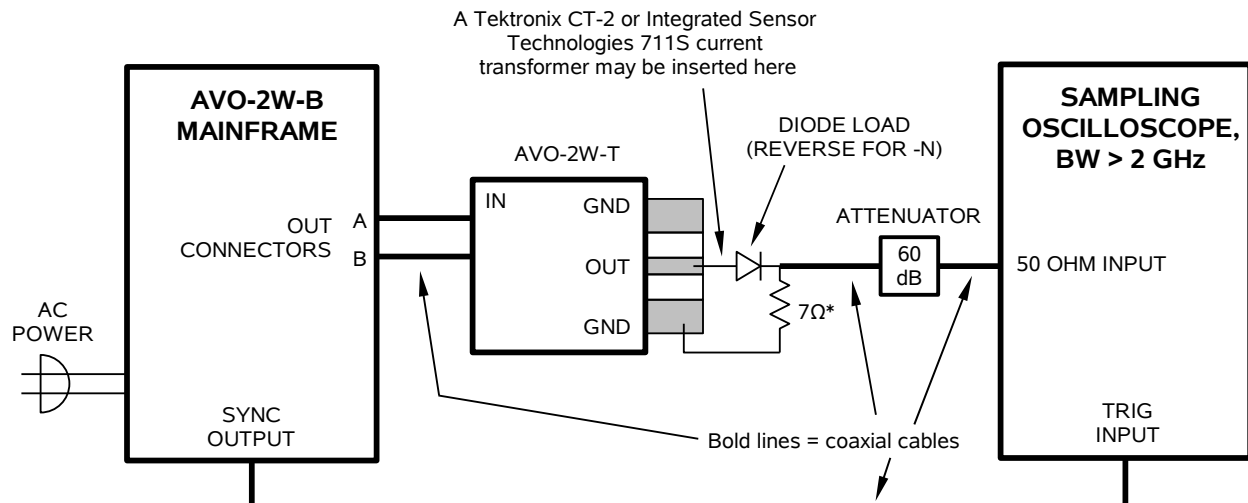 A Tektronix CT-2 or Integrated Sensor
Technologies 711S current
transformer may be inserted here
AVO-2W-B
MAINFRAME
SAMPLING
OSCILLOSCOPE,
BW > 2 GHz
DIODE LOAD
(REVERSE FOR -N)
AVO-2W-T
IN
GND
OUT
GND
A
B
OUT
CONNECTORS
ATTENUATOR
60
dB
50 OHM INPUT
7Ω*
AC
POWER
SYNC
OUTPUT
Bold lines = coaxial cables
TRIG
INPUT